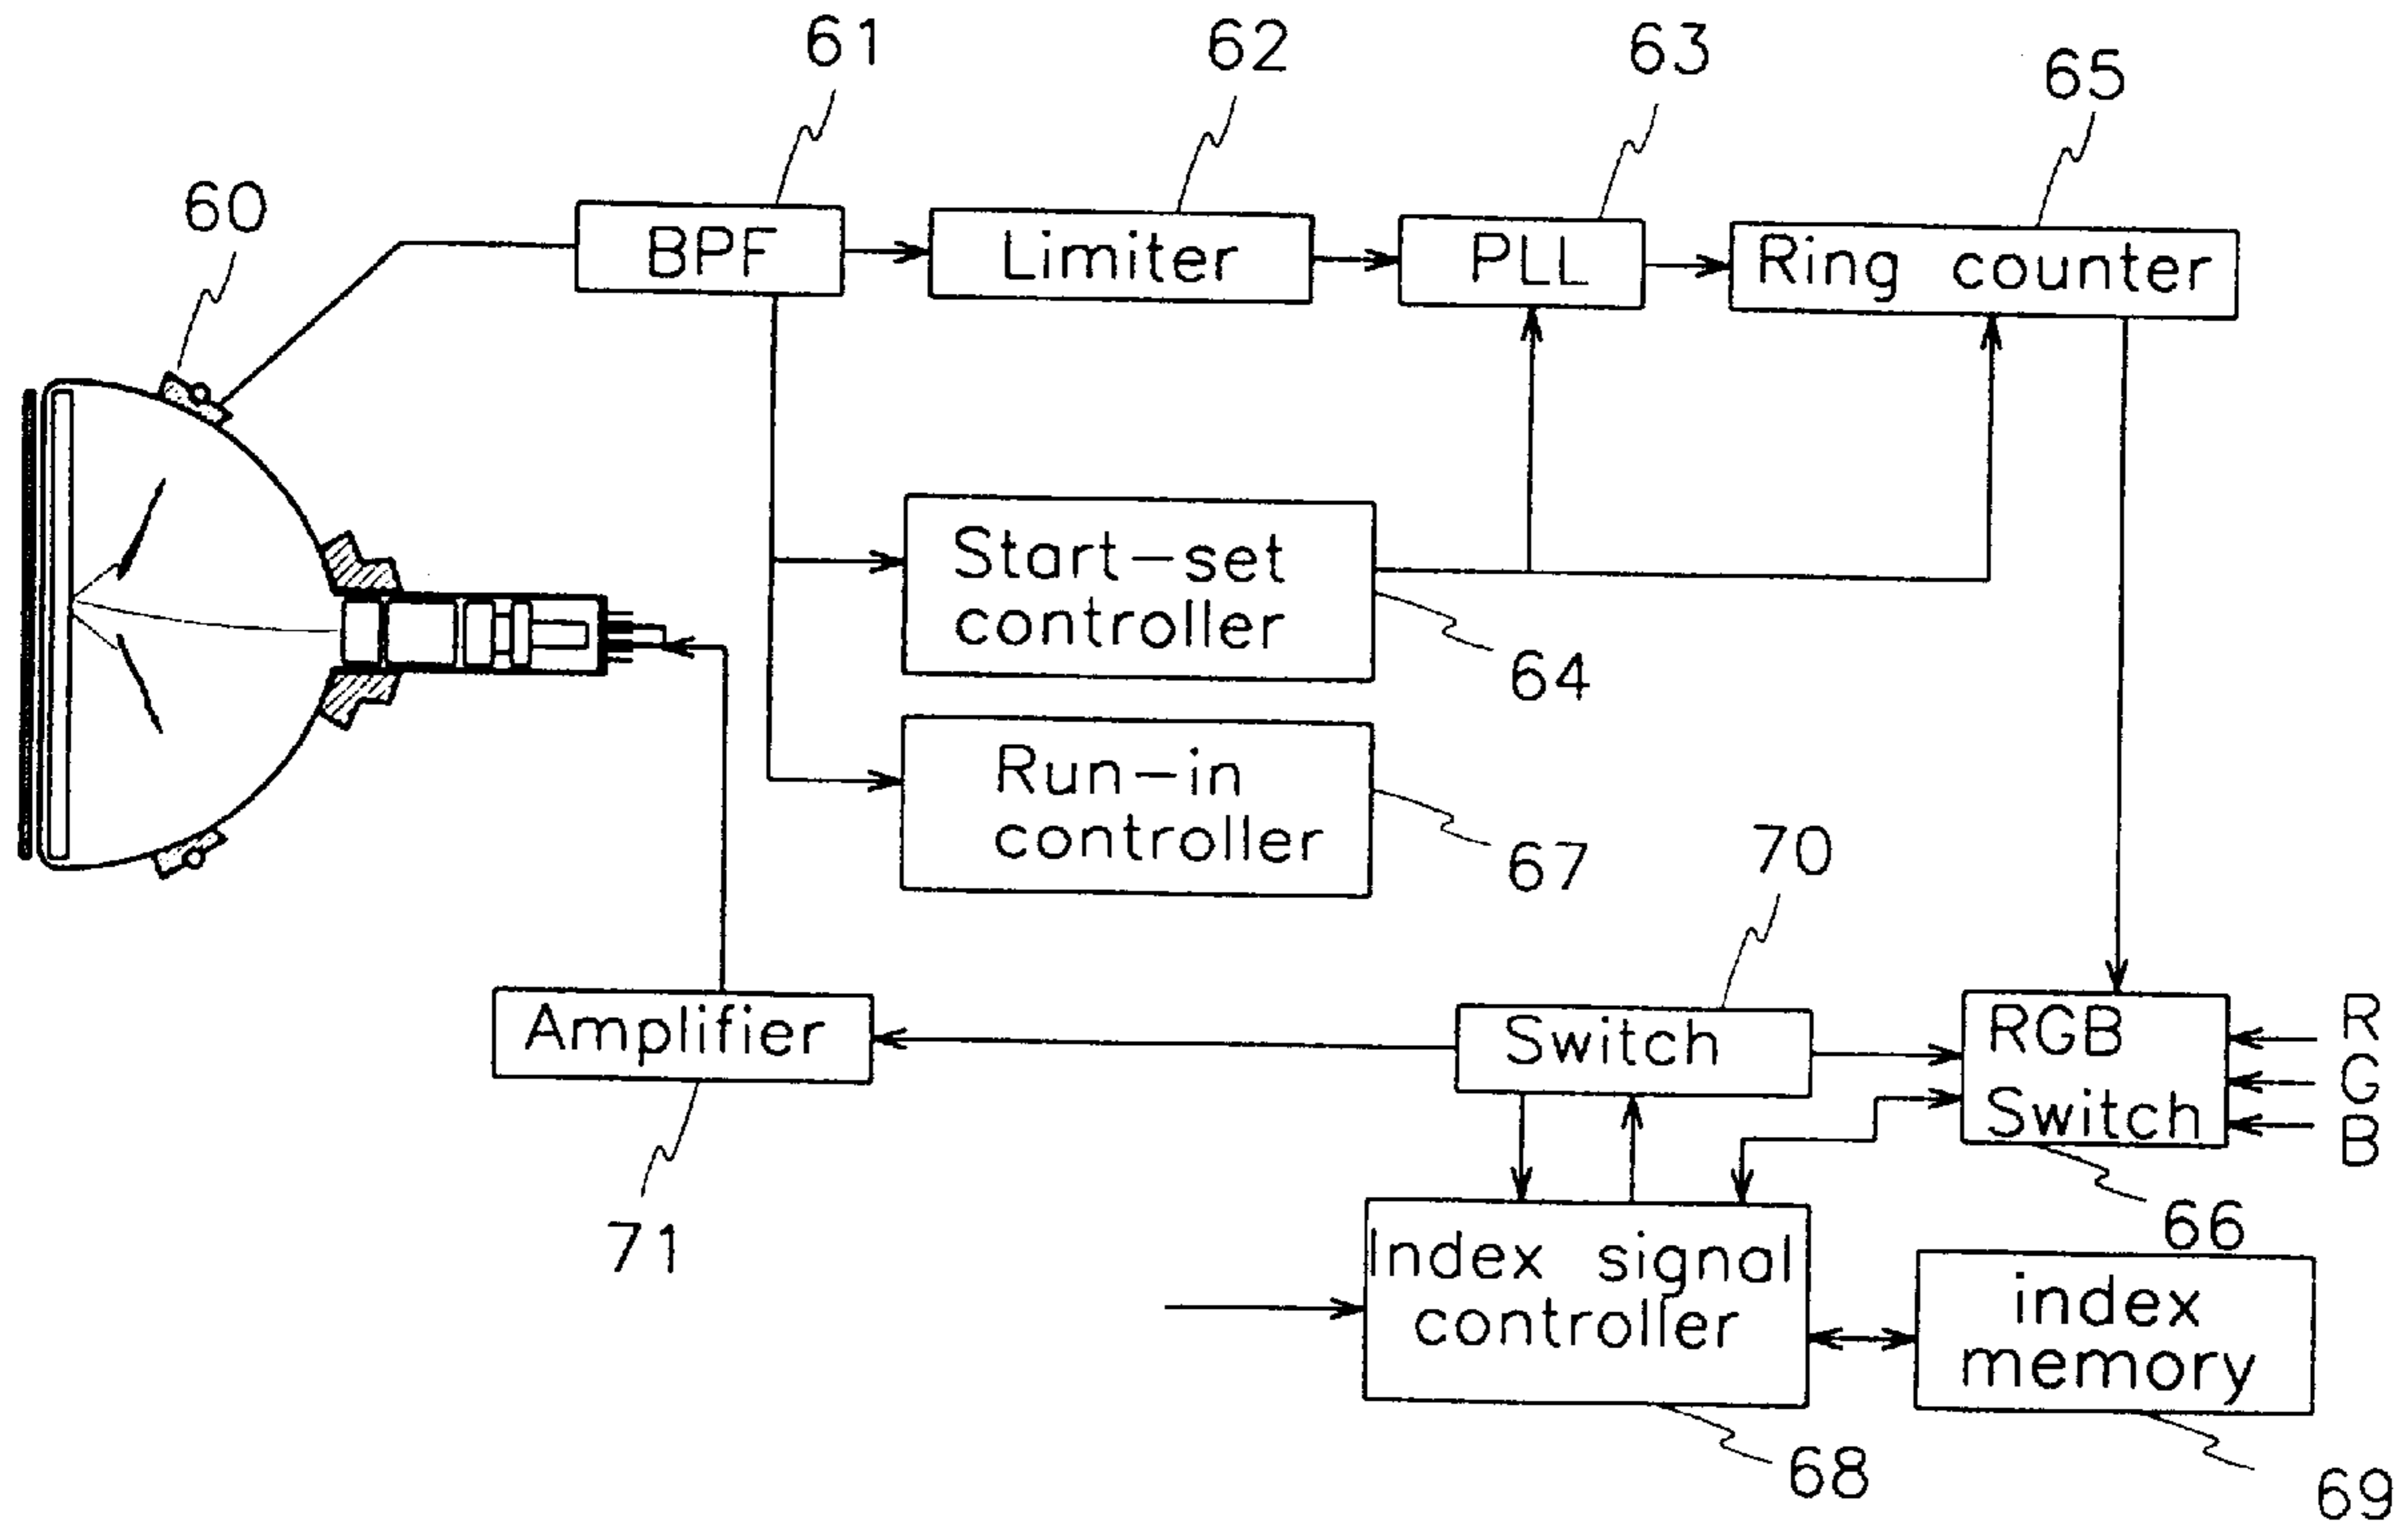 61
62
63
65
60
BPF
Limiter
PLL
Ring counter
Start-set
controller
64
Run-in
controller
67
70
Amplifier
71
Switch
RGB
Switch
R
G
B
66
Index signal
controller
68
index
memory
69